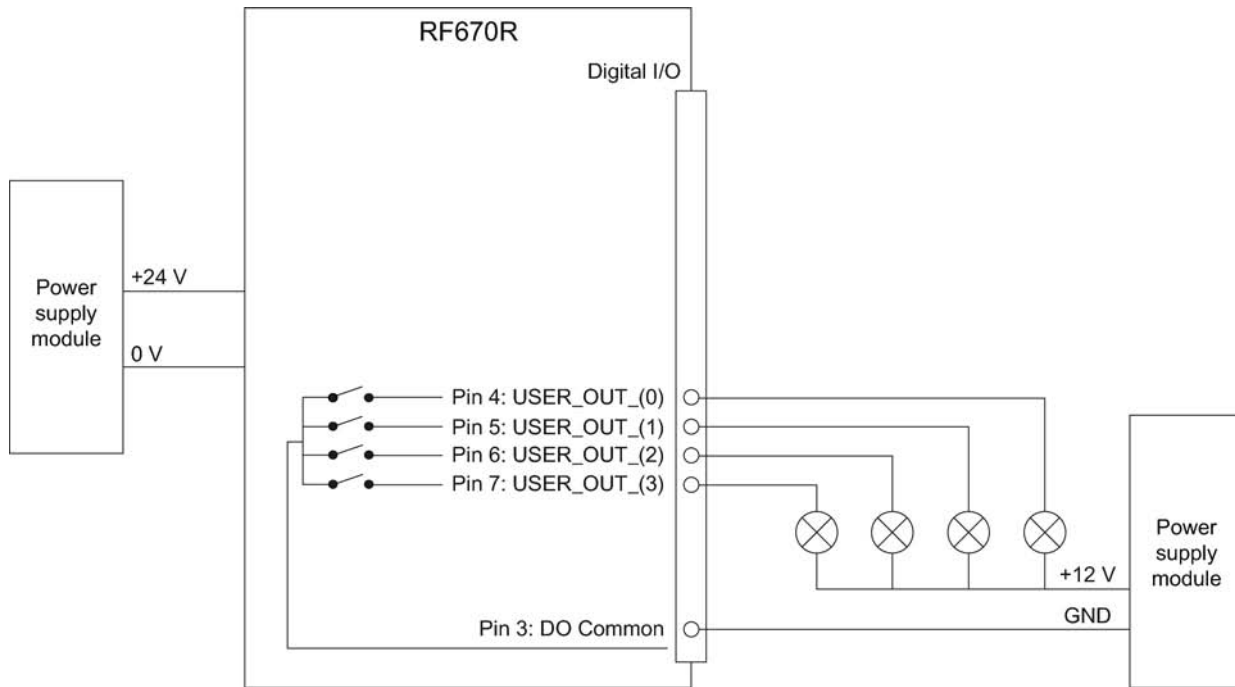 RF670R
Digital I/O
Power
supply
module
+24 V
0 V
Pin 4: USER_OUT_(0)
Pin 5: USER_OUT_(1)
Pin 6: USER_OUT_(2)
Pin 7: USER_OUT_(3)
Pin 3: DO Common
+12 V
GND
Power
supply
module